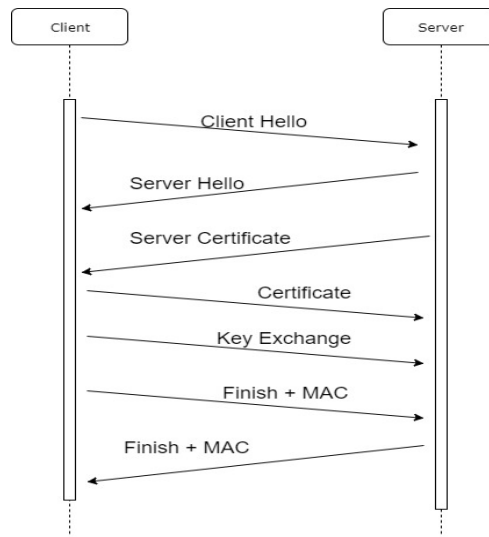 Client
Server
Client Hello
Server Hello
Server Certificate
Certificate
Key Exchange
Finish + MAC
Finish + MAC